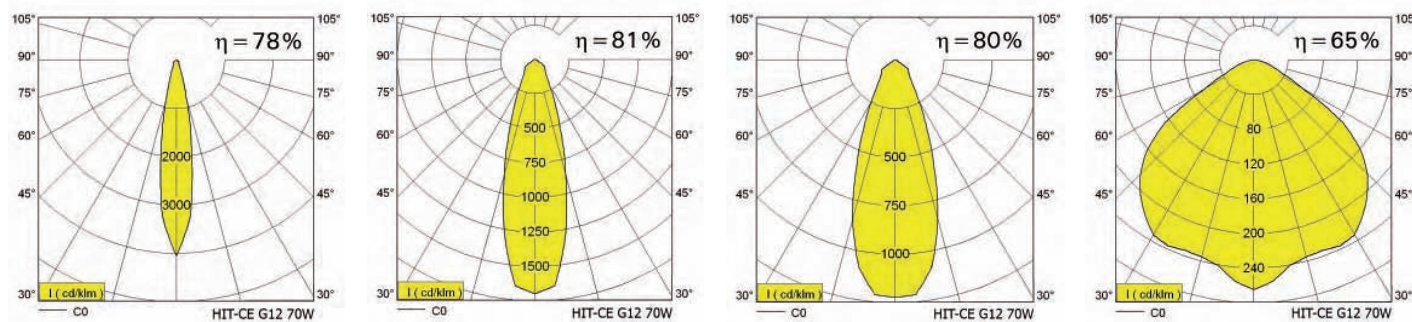 105° η = 78% 105°
90° 90°
75° 75°
2000
60° 60°
45° 3000 45°
30° I ( cd/klm ) 30°
C0 HIT-CE G12 70W
105° η = 81% 105°
90° 90°
75° 75°
500
60° 750 60°
45° 1000 45°
1250
1500
30° I ( cd/klm ) 30°
C0 HIT-CE G12 70W
105° η = 80% 105°
90° 90°
75° 75°
60° 500 60°
45° 750 45°
1000
30° I ( cd/klm ) 30°
C0 HIT-CE G12 70W
105° η = 65% 105°
90° 90°
75° 75°
80
60° 120 60°
45° 160 45°
200
240
30° I ( cd/klm ) 30°
C0 HIT-CE G12 70W